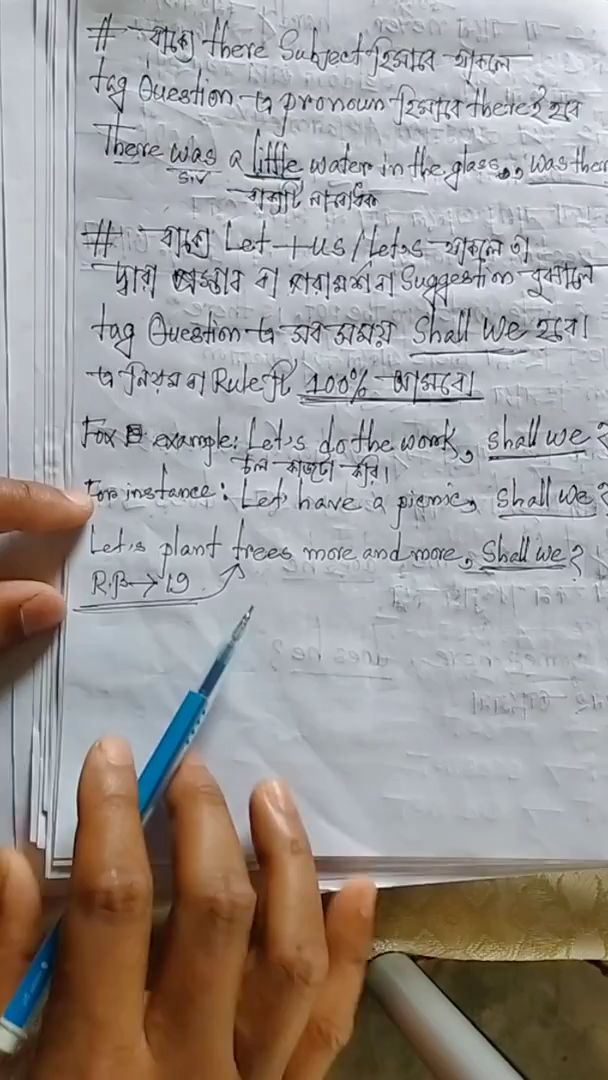 # বাক্যে there Subject হিসাবে থাকলে
tag Question এ pronoun হিসাবে there ই হবে
There was a little water in the glass, was ther
S.V বাক্যটি
# বাক্যে Let + us / Let's থাকলে তা
দ্বারা প্রস্তাব বা পরামর্শ বা Suggestion বুঝালে
tag Question এ সব সময় Shall we হবে।
এ নিয়ম বা Rule টি 100% আসবে।
For example: Let's do the work, shall we?
চল কাজটা করি।
For instance: Let' have a picnic, Shall we?
Let's plant trees more and more, Shall we?
R.B → 19